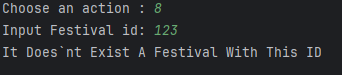 Choose an action : 8
Input Festival id: 123
It Does`nt Exist A Festival With This ID